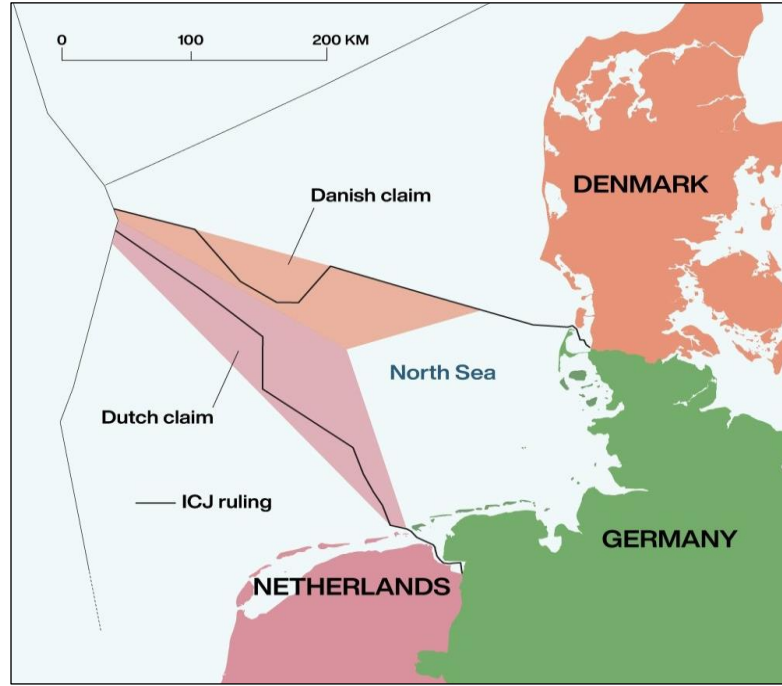 0 100 200 KM
Danish claim
DENMARK
North Sea
Dutch claim
ICJ ruling
GERMANY
NETHERLANDS